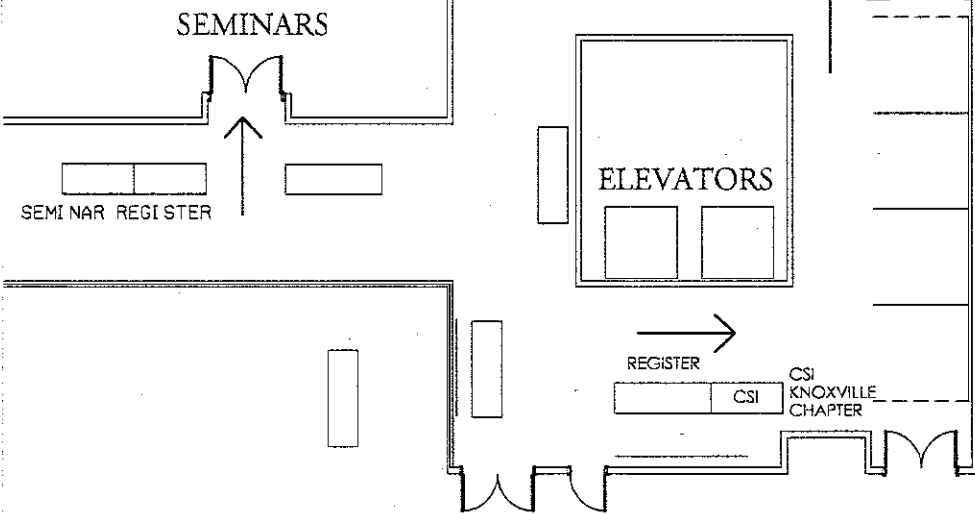 SEMINARS
ELEVATORS
SEMINAR REGISTER
REGISTER
CSI
CSI
KNOXVILLE
CHAPTER